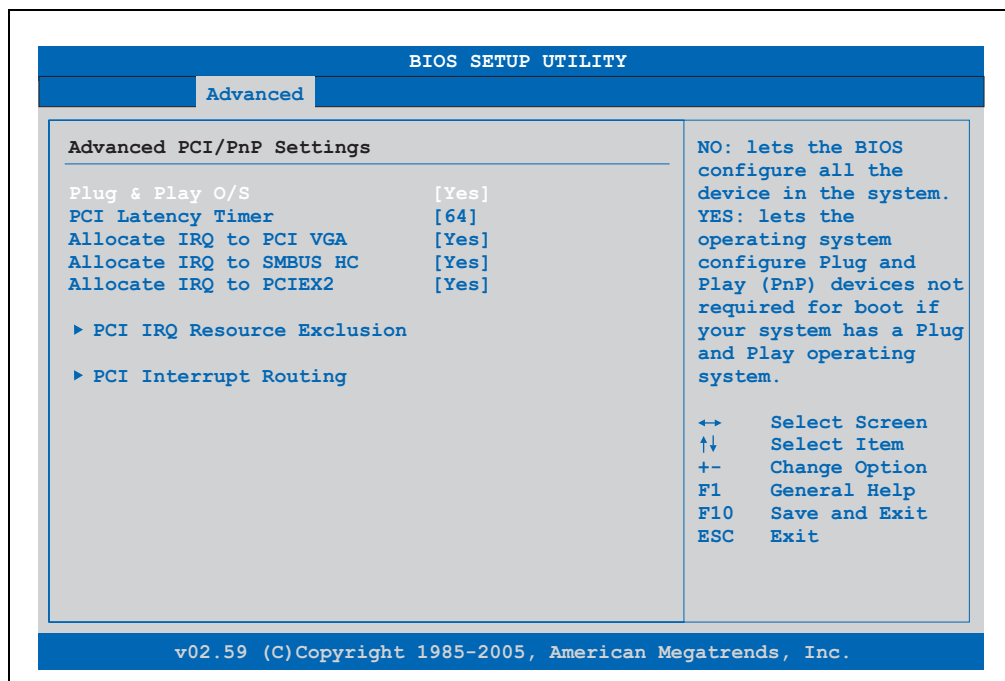 BIOS SETUP UTILITY
Advanced
Advanced PCI/PnP Settings
Plug & Play O/S [Yes]
PCI Latency Timer [64]
Allocate IRQ to PCI VGA [Yes]
Allocate IRQ to SMBUS HC [Yes]
Allocate IRQ to PCIEX2 [Yes]
▶ PCI IRQ Resource Exclusion
▶ PCI Interrupt Routing
NO: lets the BIOS
configure all the
device in the system.
YES: lets the
operating system
configure Plug and
Play (PnP) devices not
required for boot if
your system has a Plug
and Play operating
system.
↔ Select Screen
↑↓ Select Item
+- Change Option
F1 General Help
F10 Save and Exit
ESC Exit
v02.59 (C)Copyright 1985-2005, American Megatrends, Inc.